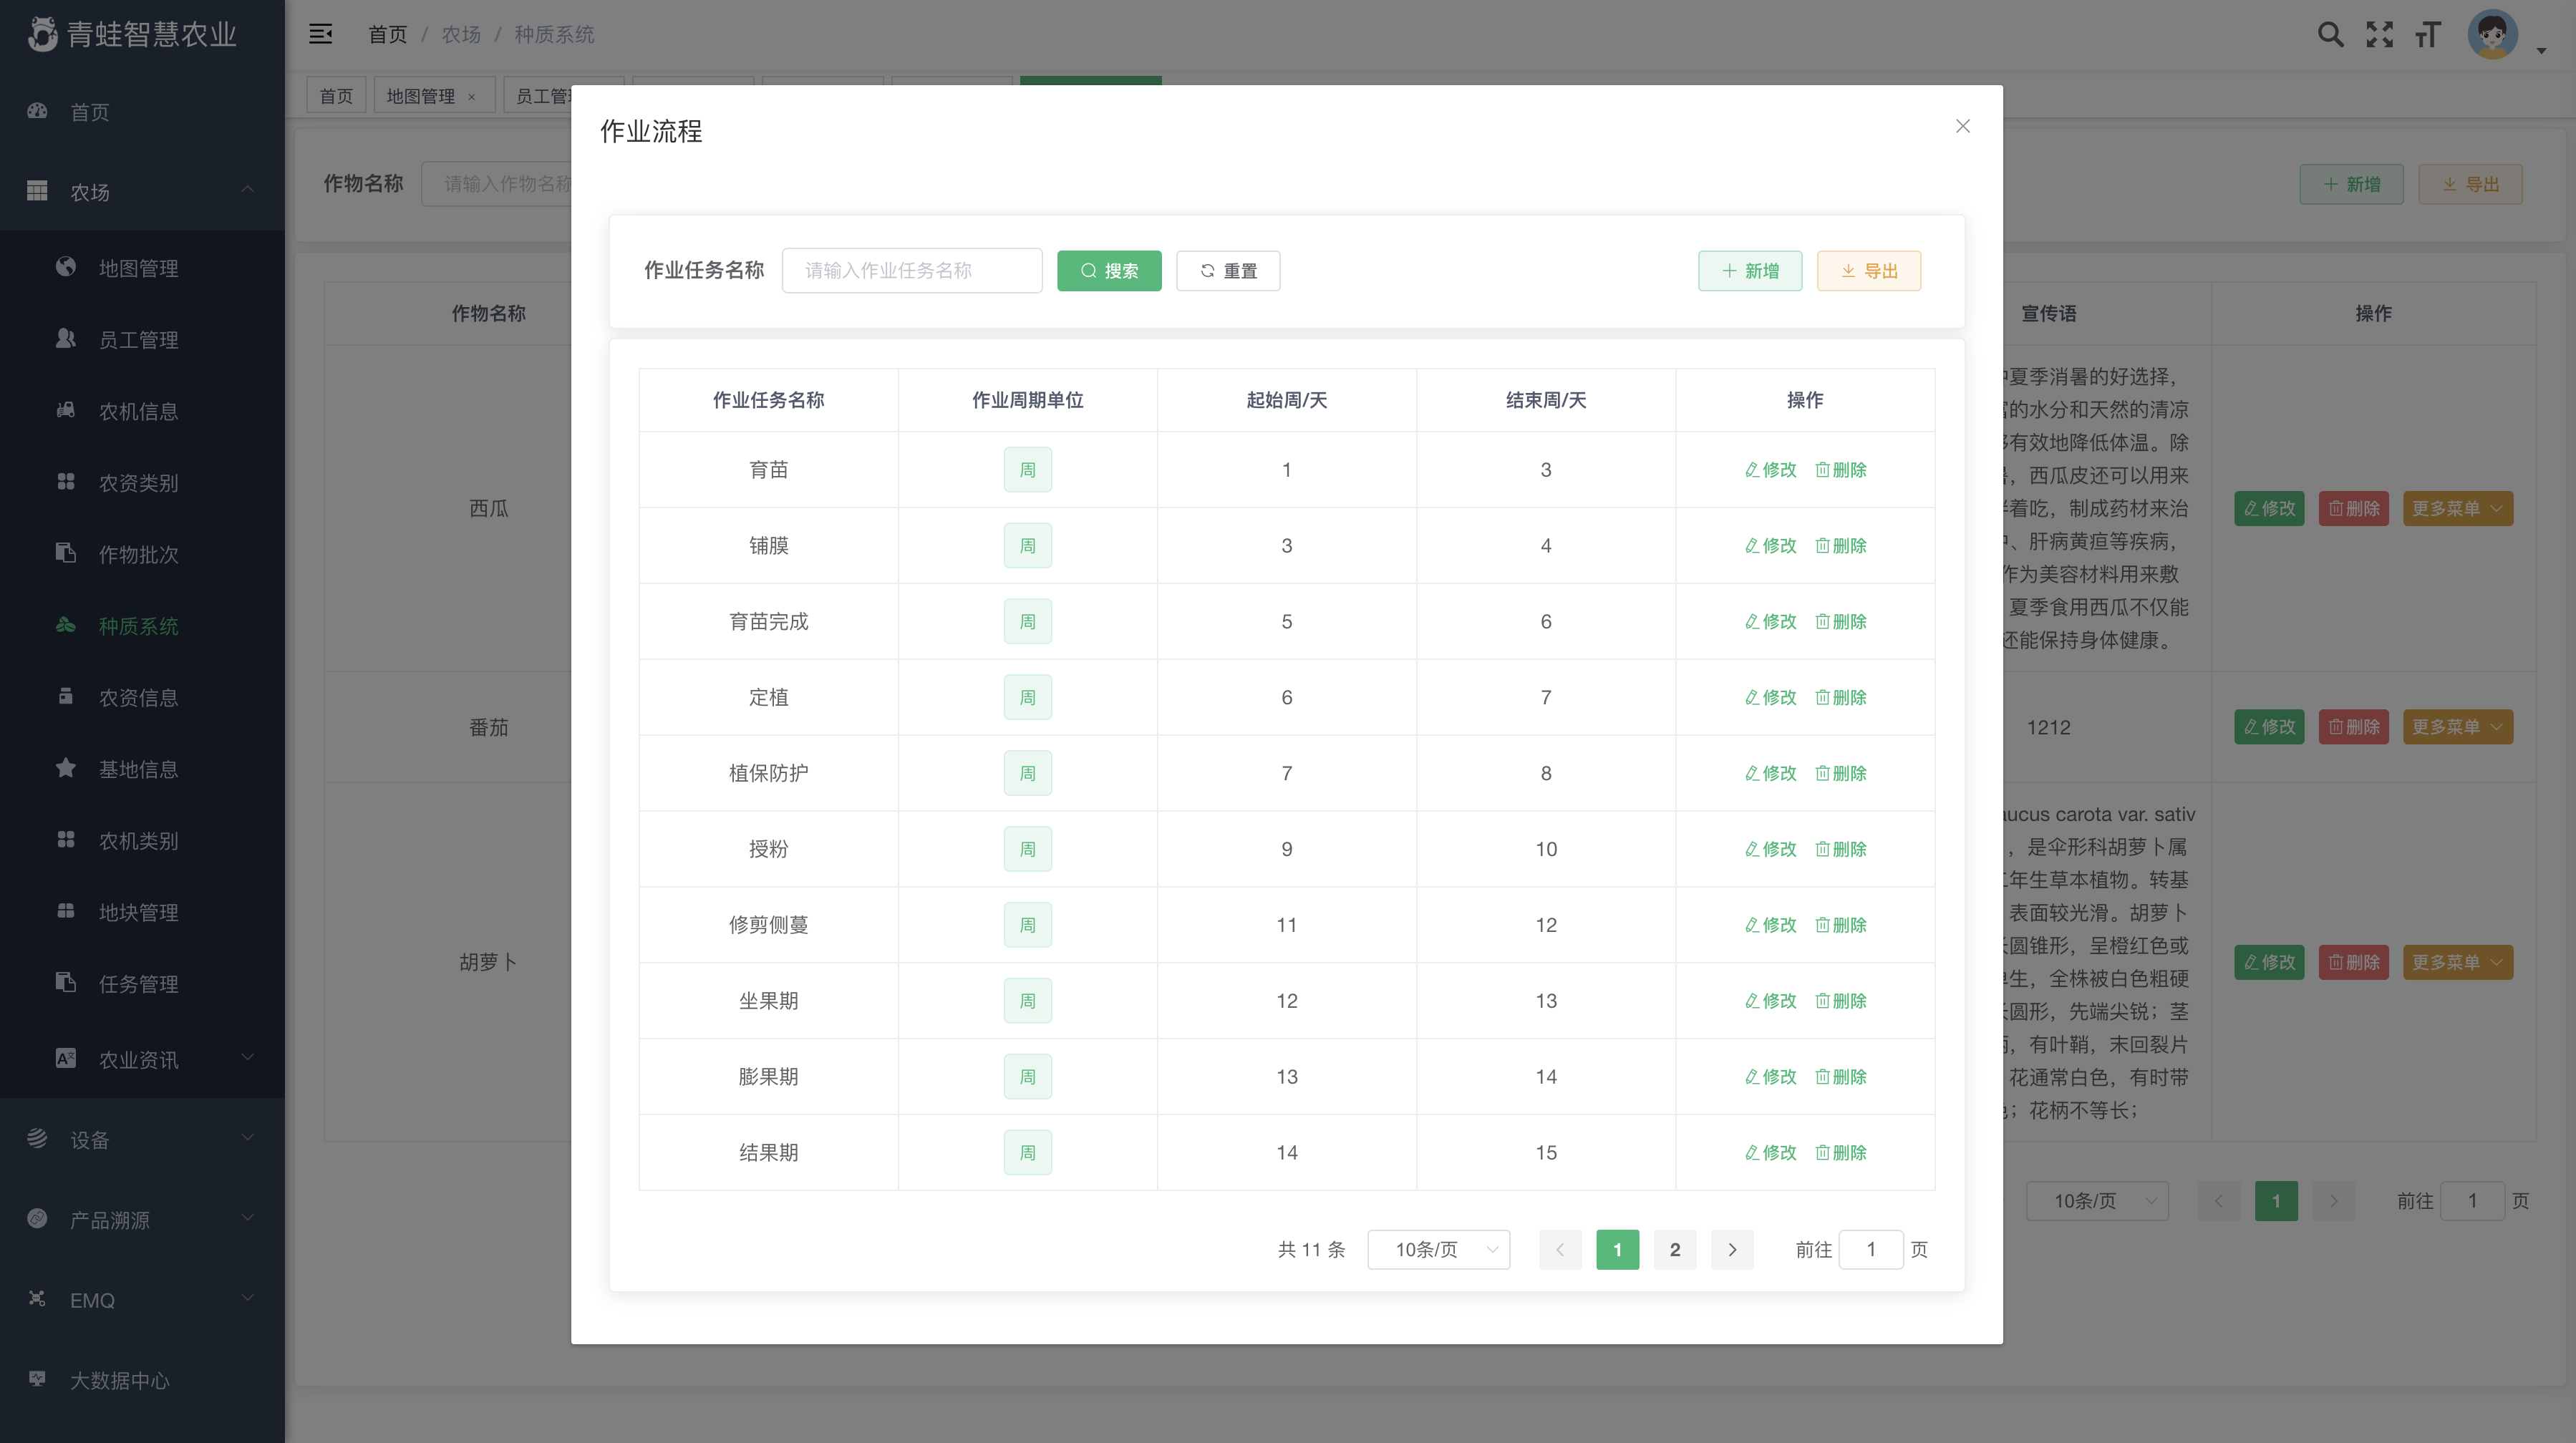 青蛙智慧农业
首页 / 农场 / 种质系统
首页
农场
地图管理
员工管理
农机信息
农资类别
作物批次
种质系统
农资信息
基地信息
农机类别
地块管理
任务管理
农业资讯
设备
产品溯源
EMQ
大数据中心
首页 地图管理 × 员工管
作物名称 请输入作物名称
新增 导出
作物名称 宣传语 操作
西瓜
夏季消暑的好选择，
的水分和天然的清凉
有效地降低体温。除
，西瓜皮还可以用来
着吃，制成药材来治
、肝病黄疸等疾病，
作为美容材料用来敷
夏季食用西瓜不仅能
还能保持身体健康。
修改 删除 更多菜单
番茄 1212 修改 删除 更多菜单
胡萝卜
aucus carota var. sativ
，是伞形科胡萝卜属
年生草本植物。转基
表面较光滑。胡萝卜
长圆锥形，呈橙红色或
生，全株被白色粗硬
长圆形，先端尖锐；茎
，有叶鞘，末回裂片
花通常白色，有时带
；花柄不等长；
修改 删除 更多菜单
10条/页 1 前往 1 页
作业流程
作业任务名称 请输入作业任务名称 搜索 重置 新增 导出
作业任务名称 作业周期单位 起始周/天 结束周/天 操作
育苗 周 1 3 修改 删除
铺膜 周 3 4 修改 删除
育苗完成 周 5 6 修改 删除
定植 周 6 7 修改 删除
植保防护 周 7 8 修改 删除
授粉 周 9 10 修改 删除
修剪侧蔓 周 11 12 修改 删除
坐果期 周 12 13 修改 删除
膨果期 周 13 14 修改 删除
结果期 周 14 15 修改 删除
共 11 条 10条/页 1 2 前往 1 页